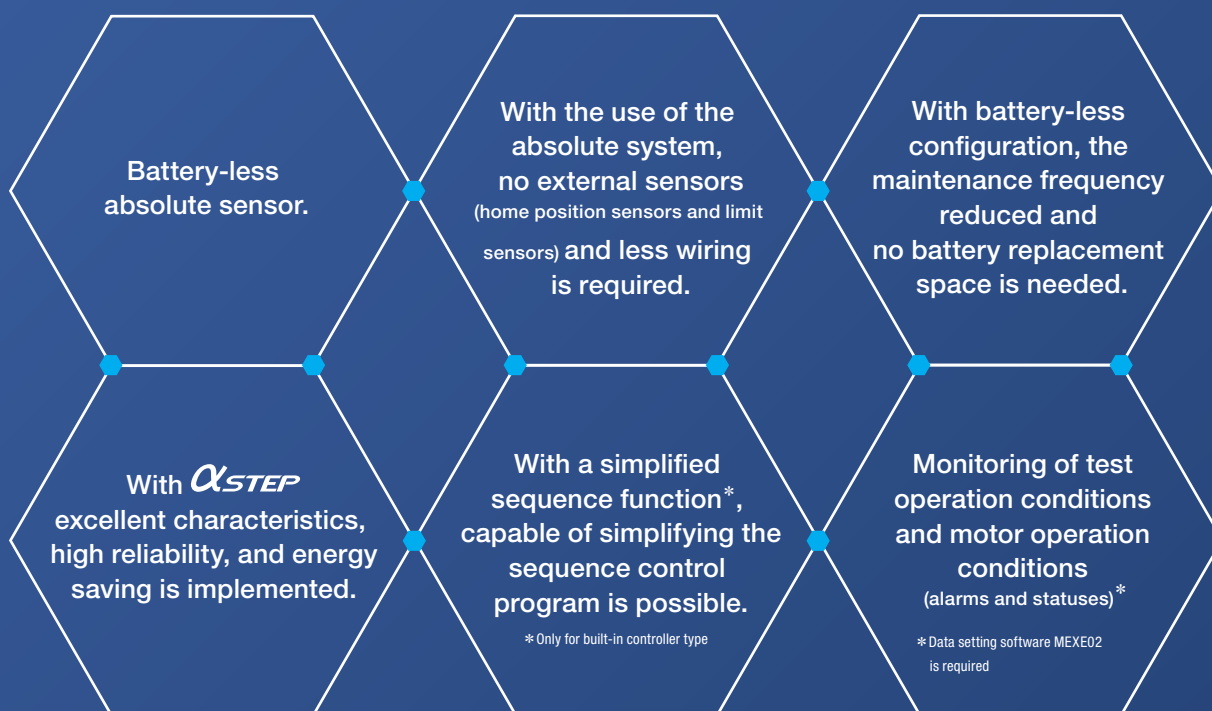 Battery-less
absolute sensor.
With the use of the
absolute system,
no external sensors
(home position sensors and limit
sensors) and less wiring
is required.
With battery-less
configuration, the
maintenance frequency
reduced and
no battery replacement
space is needed.
With αSTEP
excellent characteristics,
high reliability, and energy
saving is implemented.
With a simplified
sequence function*,
capable of simplifying the
sequence control
program is possible.
* Only for built-in controller type
Monitoring of test
operation conditions
and motor operation
conditions
(alarms and statuses)*
* Data setting software MEXE02
is required